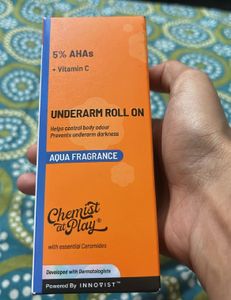 5% AHAs
+ Vitamin C
UNDERARM ROLL ON
Helps control body odour
Prevents underarm darkness
AQUA FRAGRANCE
Chemist
at Play®
with essential Ceramides
Developed with Dermatologists
Powered By INNOVIST™